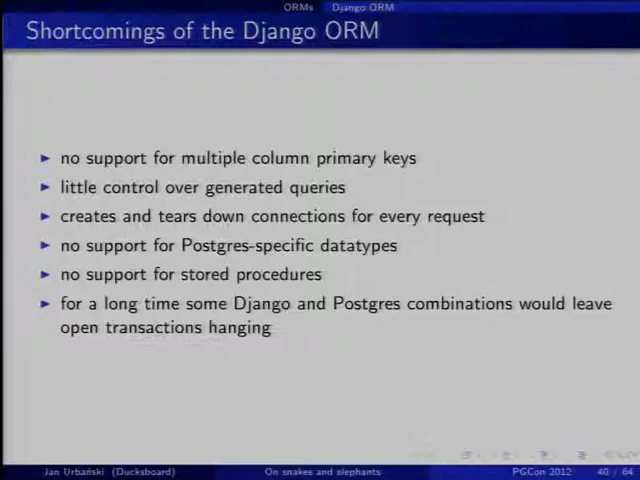 ORMs Django ORM
Shortcomings of the Django ORM
no support for multiple column primary keys
little control over generated queries
creates and tears down connections for every request
no support for Postgres-specific datatypes
no support for stored procedures
for a long time some Django and Postgres combinations would leave
open transactions hanging
Jan Urbański (Ducksboard) On snakes and elephants PGCon 2012 40 / 64